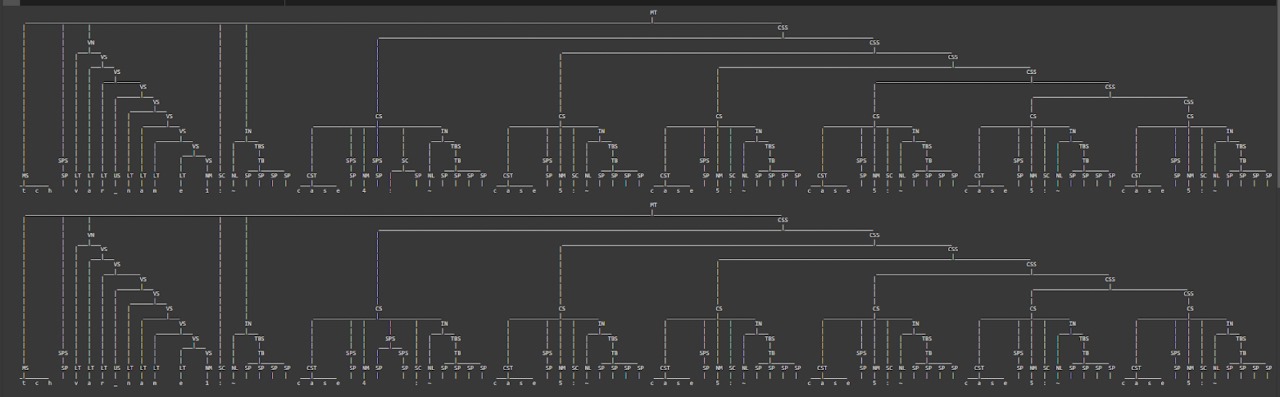 MT
CSS
VN CSS
VS CSS
VS CSS
VS CSS
VS CSS
CS CS CS CS CS CS
VS IN IN IN IN IN IN IN
VS TBS TBS TBS TBS TBS TBS TBS
SPS VS TB SPS SPS SC TB SPS TB SPS TB SPS TB SPS TB SPS TB
MS SP LT LT LT US LT LT LT LT NM SC NL SP SP SP SP CST SP NM SP NL SP SP SP SP CST SP NM SC NL SP SP SP SP CST SP NM SC NL SP SP SP SP CST SP NM SC NL SP SP SP SP CST SP NM SC NL SP SP SP SP CST SP NM SC NL SP SP SP SP
t c h v a r _ n a m e 1 : ~ c a s e 4 ~ c a s e 5 : ~ c a s e 5 : ~ c a s e 5 : ~ c a s e 5 : ~ c a s e 5 : ~
MT
CSS
VN CSS
VS CSS
VS CSS
VS CSS
VS CSS
CS CS CS CS CS CS
VS IN IN IN IN IN IN IN
VS TBS SPS TBS TBS TBS TBS TBS TBS
SPS VS TB SPS SPS TB SPS TB SPS TB SPS TB SPS TB SPS TB
MS SP LT LT LT US LT LT LT LT NM SC NL SP SP SP SP CST SP NM SP SP SC NL SP SP SP SP CST SP NM SC NL SP SP SP SP CST SP NM SC NL SP SP SP SP CST SP NM SC NL SP SP SP SP CST SP NM SC NL SP SP SP SP CST SP NM SC NL SP SP SP SP
t c h v a r _ n a m e 1 : ~ c a s e 4 : ~ c a s e 5 : ~ c a s e 5 : ~ c a s e 5 : ~ c a s e 5 : ~ c a s e 5 : ~